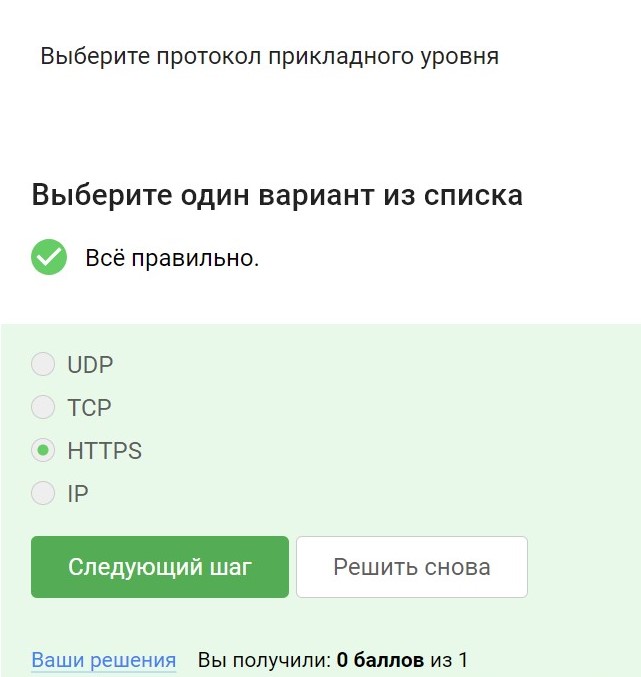 Выберите протокол прикладного уровня
Выберите один вариант из списка
Всё правильно.
UDP
TCP
HTTPS
IP
Следующий шаг
Решить снова
Ваши решения Вы получили: 0 баллов из 1